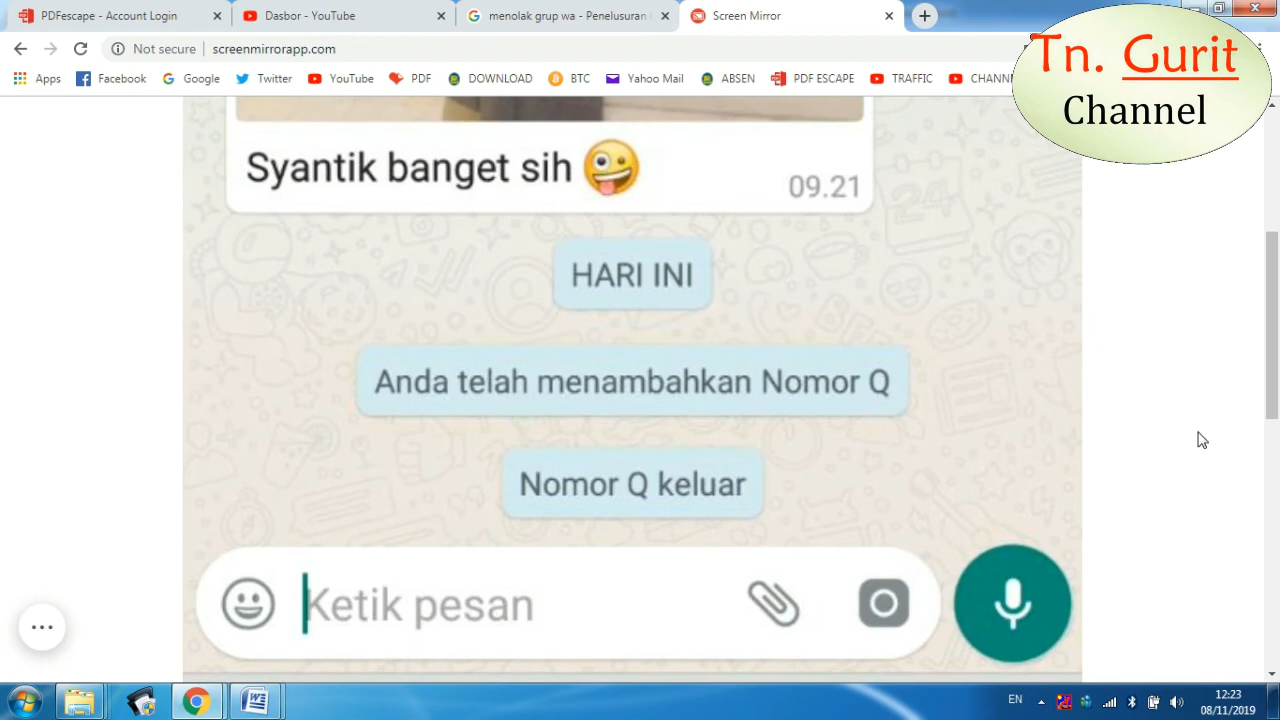 PDFescape - Account Login
Dasbor - YouTube
menolak grup wa - Penelusuran
Screen Mirror
Not secure
screenmirrorapp.com
Apps
Facebook
Google
Twitter
YouTube
PDF
DOWNLOAD
BTC
Yahoo Mail
ABSEN
PDF ESCAPE
TRAFFIC
CHANN
Tn. Gurit
Channel
Syantik banget sih
09.21
HARI INI
Anda telah menambahkan Nomor Q
Nomor Q keluar
Ketik pesan
EN
12:23
08/11/2019